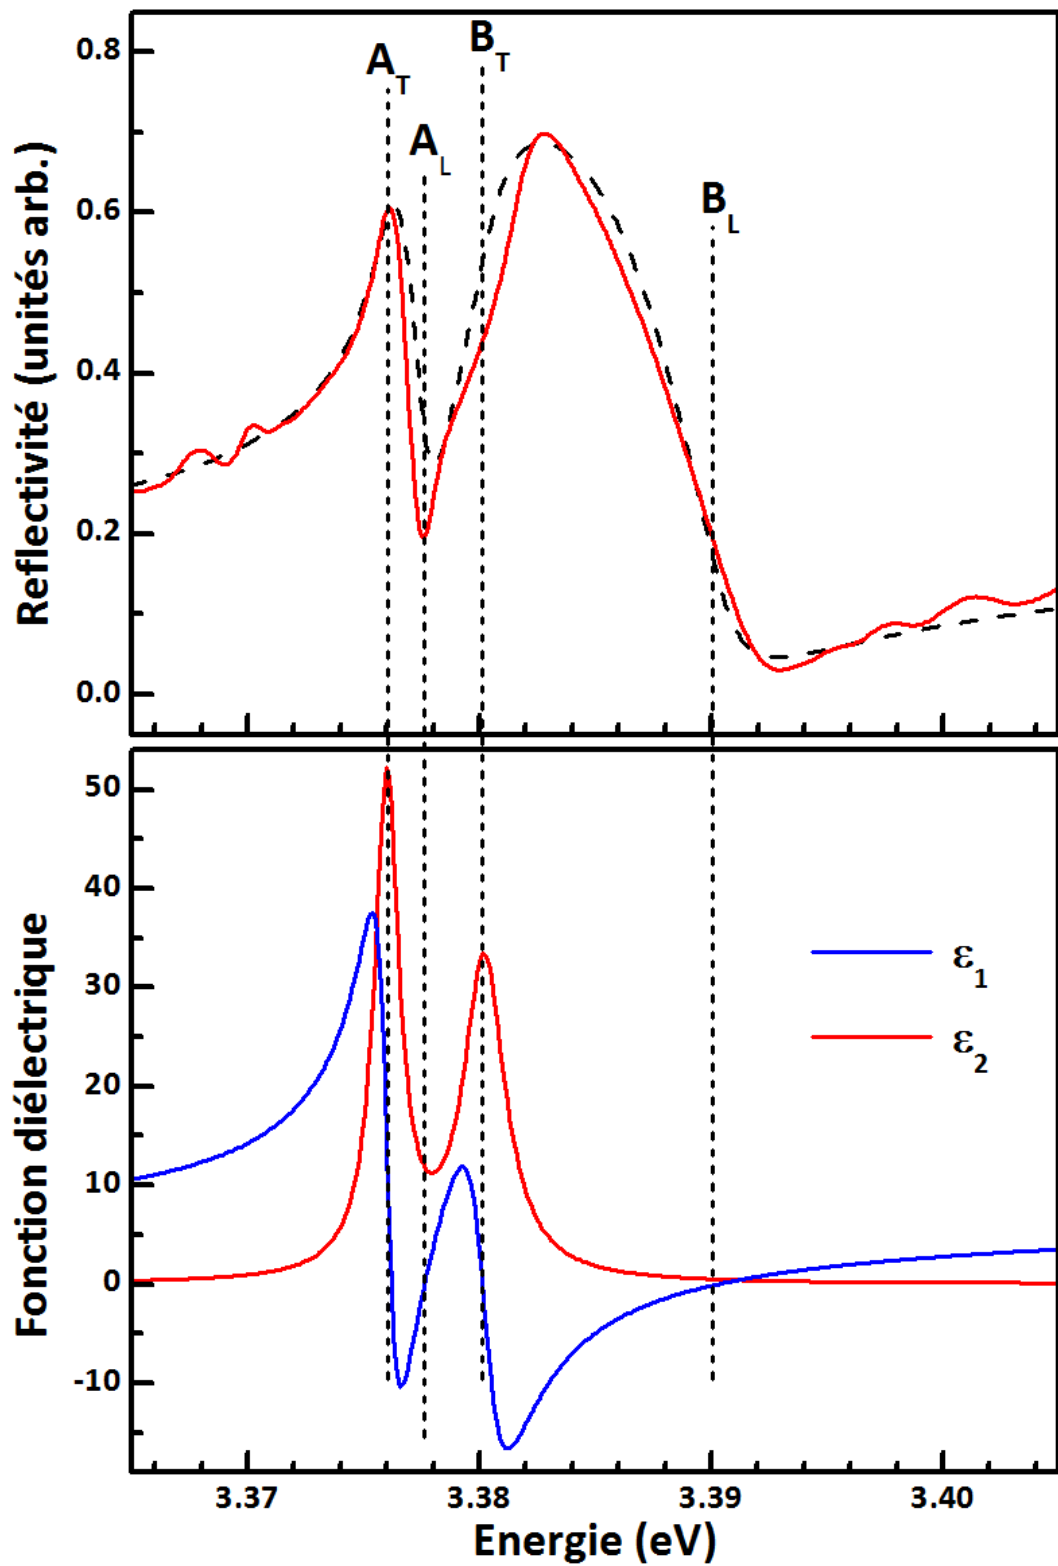 Reflectivité (unités arb.)
0.8
0.6
0.4
0.2
0.0
A_T
A_L
B_T
B_L
Fonction diélectrique
50
40
30
20
10
0
-10
ε_1
ε_2
3.37 3.38 3.39 3.40
Energie (eV)